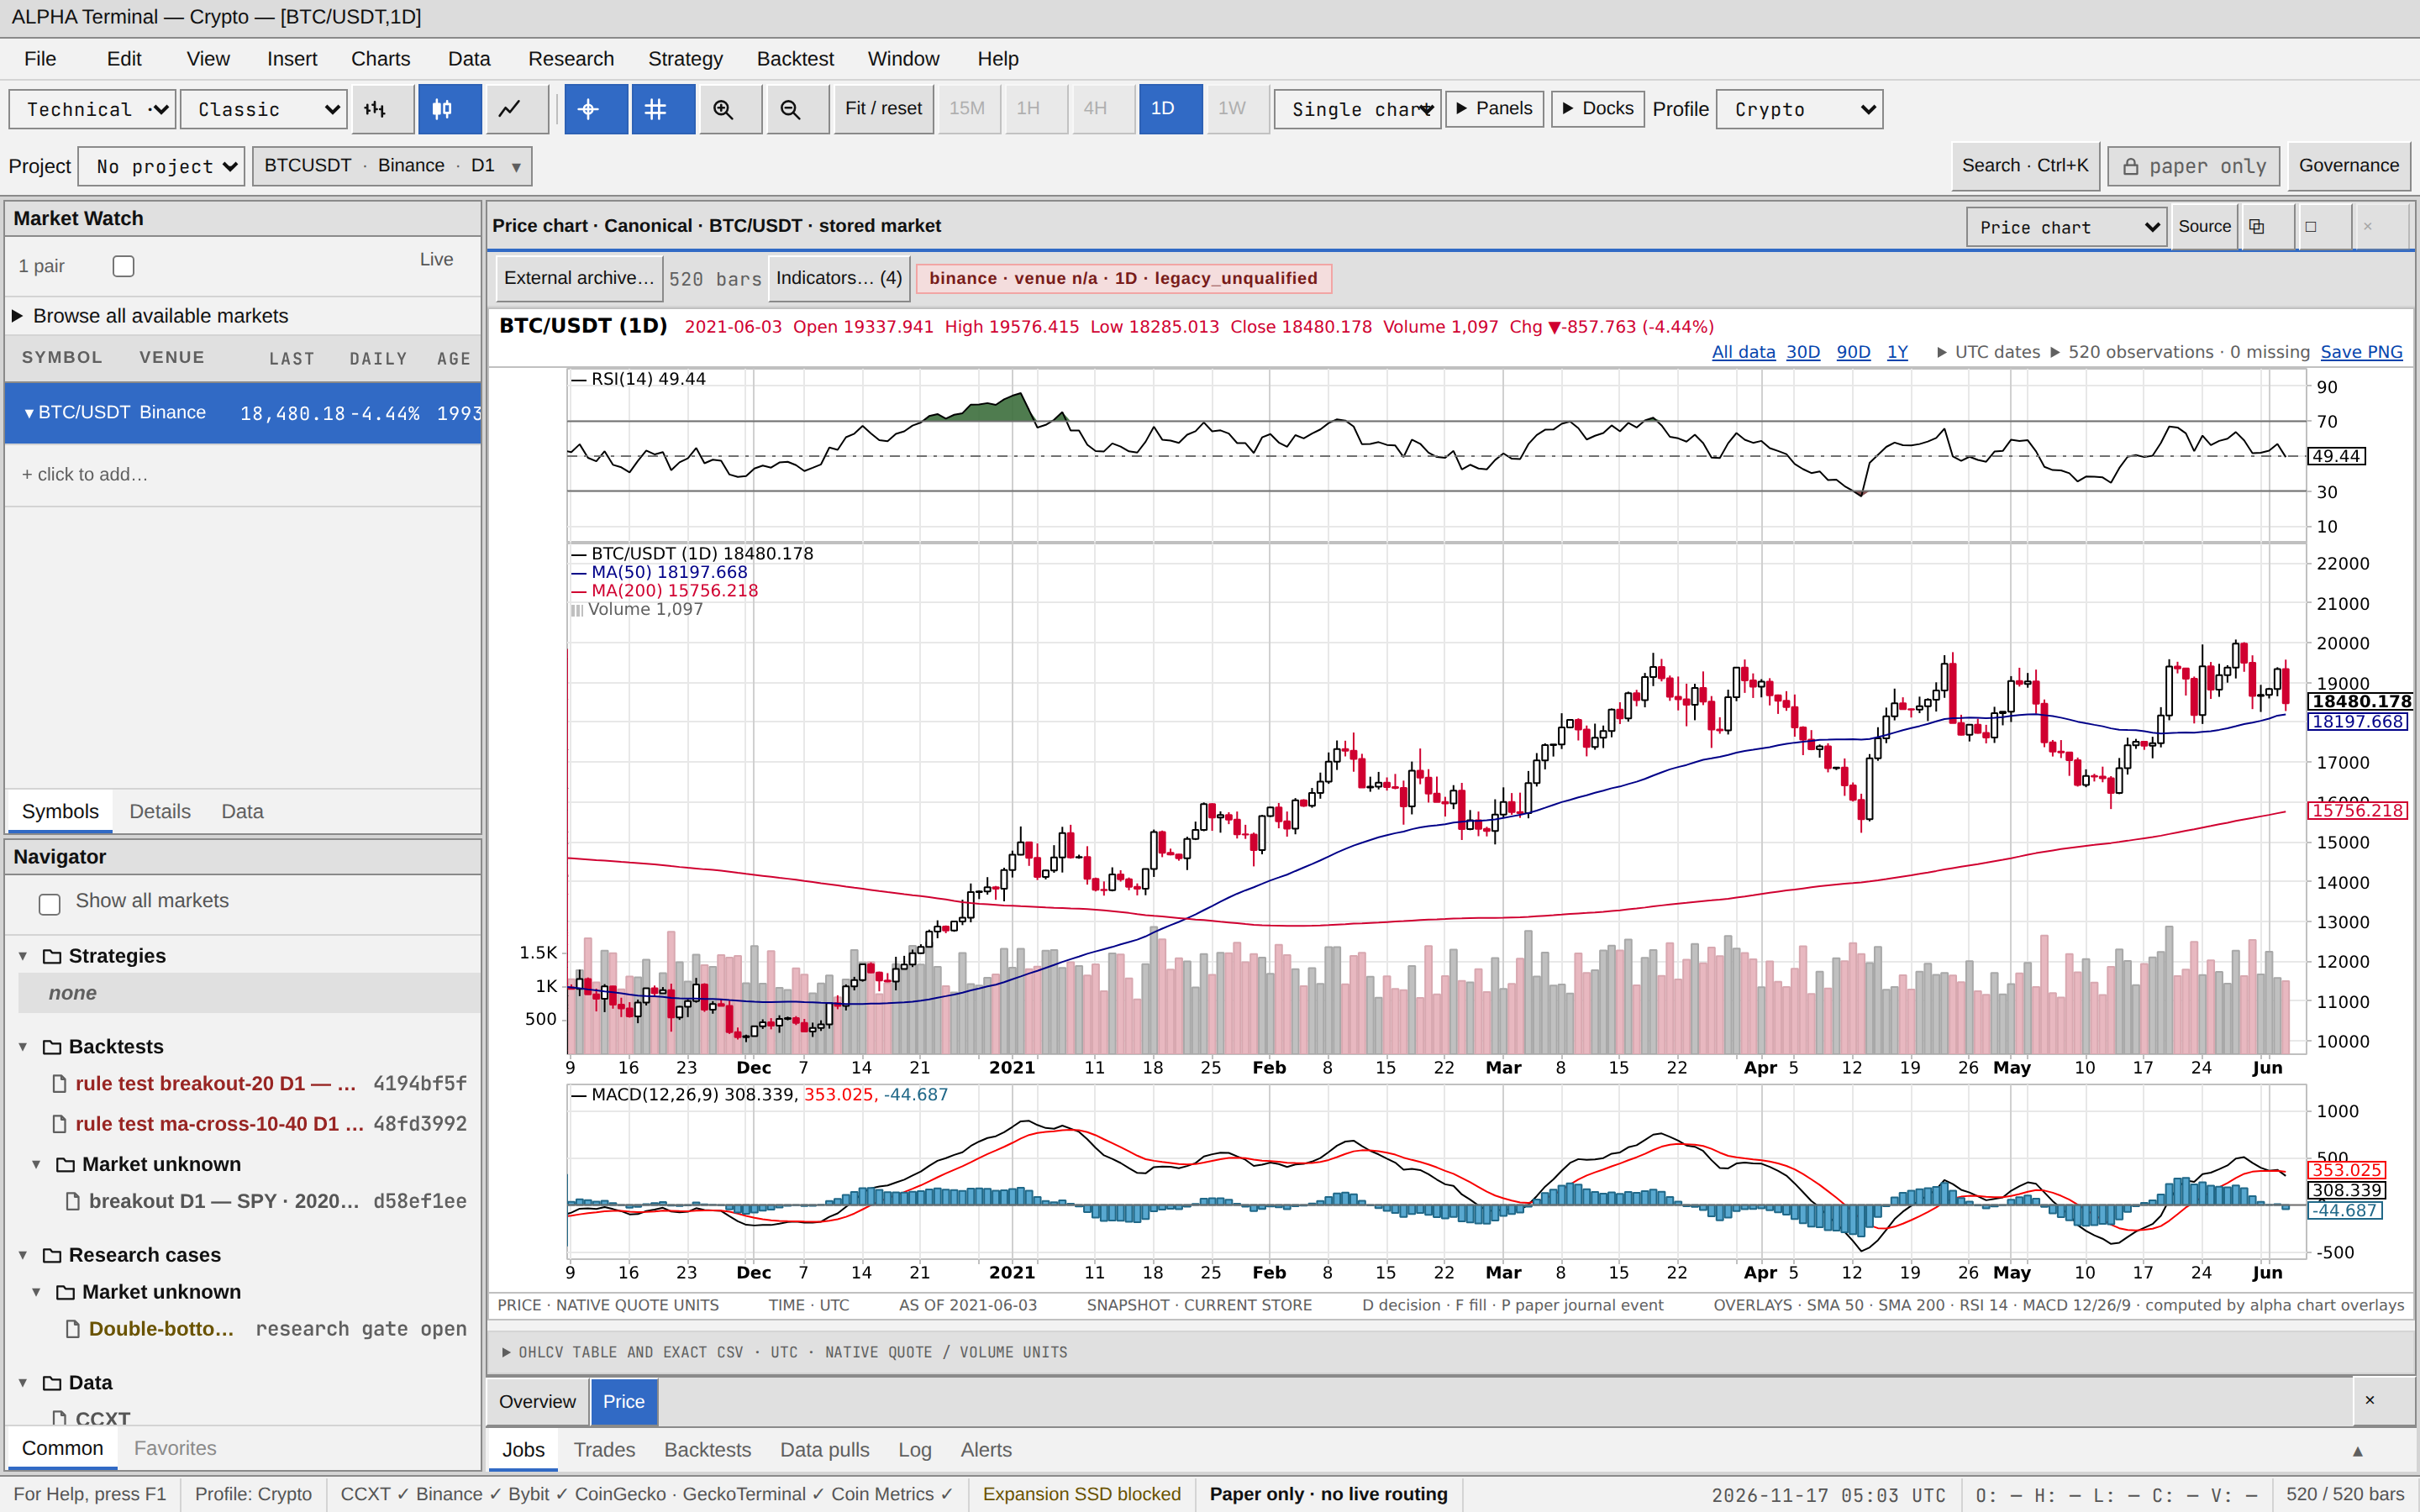 ALPHA Terminal — Crypto — [BTC/USDT,1D]
File Edit View Insert Charts Data Research Strategy Backtest Window Help
Technical · Classic Fit / reset 15M 1H 4H 1D 1W Single chart ▶ Panels ▶ Docks Profile Crypto
Project No project BTCUSDT · Binance · D1 ▾ Search · Ctrl+K paper only Governance
Market Watch
1 pair Live
▶ Browse all available markets
SYMBOL VENUE LAST DAILY AGE
▾ BTC/USDT Binance 18,480.18 -4.44% 1993
+ click to add…
Symbols Details Data
Navigator
Show all markets
▾ Strategies
none
▾ Backtests
rule test breakout-20 D1 — … 4194bf5f
rule test ma-cross-10-40 D1 … 48fd3992
▾ Market unknown
breakout D1 — SPY · 2020… d58ef1ee
▾ Research cases
▾ Market unknown
Double-botto… research gate open
▾ Data
CCXT
Common Favorites
Price chart · Canonical · BTC/USDT · stored market Price chart Source □ ×
External archive… 520 bars Indicators… (4) binance · venue n/a · 1D · legacy_unqualified
BTC/USDT (1D) 2021-06-03 Open 19337.941 High 19576.415 Low 18285.013 Close 18480.178 Volume 1,097 Chg ▼-857.763 (-4.44%)
All data 30D 90D 1Y ▶ UTC dates ▶ 520 observations · 0 missing Save PNG
— RSI(14) 49.44
90
70
49.44
30
10
— BTC/USDT (1D) 18480.178
— MA(50) 18197.668
— MA(200) 15756.218
Volume 1,097
22000
21000
20000
19000
18480.178
18197.668
17000
16000
15756.218
15000
14000
13000
12000
11000
10000
1.5K
1K
500
9 16 23 Dec 7 14 21 2021 11 18 25 Feb 8 15 22 Mar 8 15 22 Apr 5 12 19 26 May 10 17 24 Jun
— MACD(12,26,9) 308.339, 353.025, -44.687
1000
500
353.025
308.339
-44.687
-500
9 16 23 Dec 7 14 21 2021 11 18 25 Feb 8 15 22 Mar 8 15 22 Apr 5 12 19 26 May 10 17 24 Jun
PRICE · NATIVE QUOTE UNITS TIME · UTC AS OF 2021-06-03 SNAPSHOT · CURRENT STORE D decision · F fill · P paper journal event OVERLAYS · SMA 50 · SMA 200 · RSI 14 · MACD 12/26/9 · computed by alpha chart overlays
▶ OHLCV TABLE AND EXACT CSV · UTC · NATIVE QUOTE / VOLUME UNITS
Overview Price ×
Jobs Trades Backtests Data pulls Log Alerts ▲
For Help, press F1 Profile: Crypto CCXT ✓ Binance ✓ Bybit ✓ CoinGecko · GeckoTerminal ✓ Coin Metrics ✓ Expansion SSD blocked Paper only · no live routing 2026-11-17 05:03 UTC O: — H: — L: — C: — V: — 520 / 520 bars